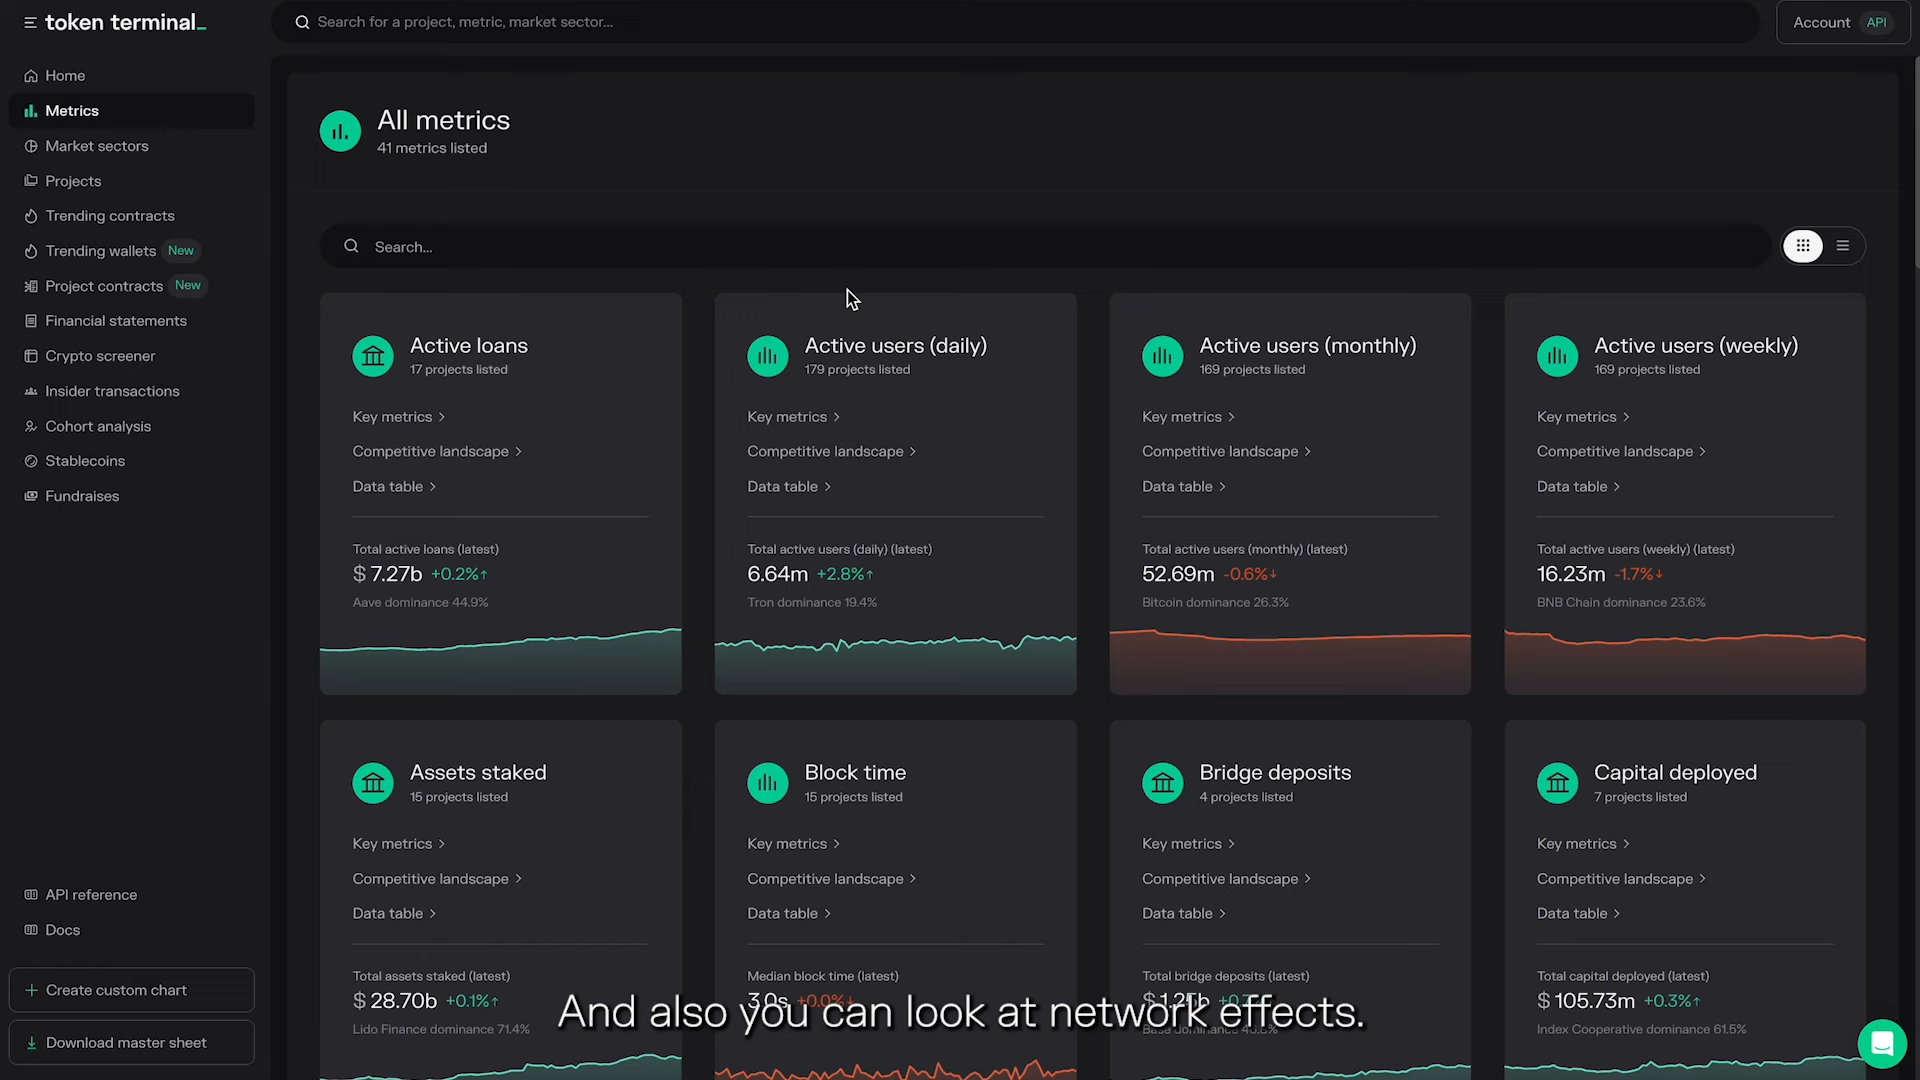 token terminal_
Search for a project, metric, market sector...
Account API
Home
Metrics
Market sectors
Projects
Trending contracts
Trending wallets New
Project contracts New
Financial statements
Crypto screener
Insider transactions
Cohort analysis
Stablecoins
Fundraises
API reference
Docs
Create custom chart
Download master sheet
All metrics
41 metrics listed
Search...
Active loans
17 projects listed
Key metrics
Competitive landscape
Data table
Total active loans (latest)
$ 7.27b +0.2%↑
Aave dominance 44.9%
Active users (daily)
179 projects listed
Key metrics
Competitive landscape
Data table
Total active users (daily) (latest)
6.64m +2.8%↑
Tron dominance 19.4%
Active users (monthly)
169 projects listed
Key metrics
Competitive landscape
Data table
Total active users (monthly) (latest)
52.69m -0.6%↓
Bitcoin dominance 26.3%
Active users (weekly)
169 projects listed
Key metrics
Competitive landscape
Data table
Total active users (weekly) (latest)
16.23m -1.7%↓
BNB Chain dominance 23.6%
Assets staked
15 projects listed
Key metrics
Competitive landscape
Data table
Total assets staked (latest)
$ 28.70b +0.1%↑
Lido Finance dominance 71.4%
Block time
15 projects listed
Key metrics
Competitive landscape
Data table
Median block time (latest)
3.0s +0.0%↓
Bridge deposits
4 projects listed
Key metrics
Competitive landscape
Data table
Total bridge deposits (latest)
$ 1.25b
Base dominance
Capital deployed
7 projects listed
Key metrics
Competitive landscape
Data table
Total capital deployed (latest)
$ 105.73m +0.3%↑
Index Cooperative dominance 61.5%
And also you can look at network effects.